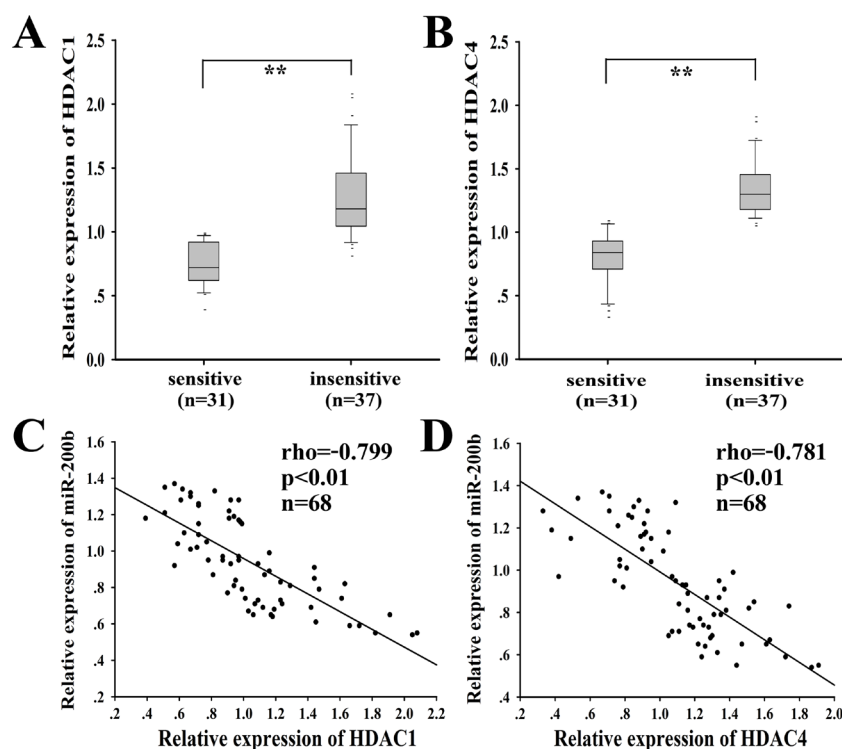 A
Relative expression of HDAC1
2.5
2.0
1.5
1.0
.5
0.0
**
sensitive
(n=31)
insensitive
(n=37)
B
Relative expression of HDAC4
2.5
2.0
1.5
1.0
.5
0.0
**
sensitive
(n=31)
insensitive
(n=37)
C
Relative expression of miR-200b
1.6
1.4
1.2
1.0
.8
.6
.4
.2
rho=-0.799
p<0.01
n=68
.2 .4 .6 .8 1.0 1.2 1.4 1.6 1.8 2.0 2.2
Relative expression of HDAC1
D
Relative expression of miR-200b
1.6
1.4
1.2
1.0
.8
.6
.4
rho=-0.781
p<0.01
n=68
.2 .4 .6 .8 1.0 1.2 1.4 1.6 1.8 2.0
Relative expression of HDAC4